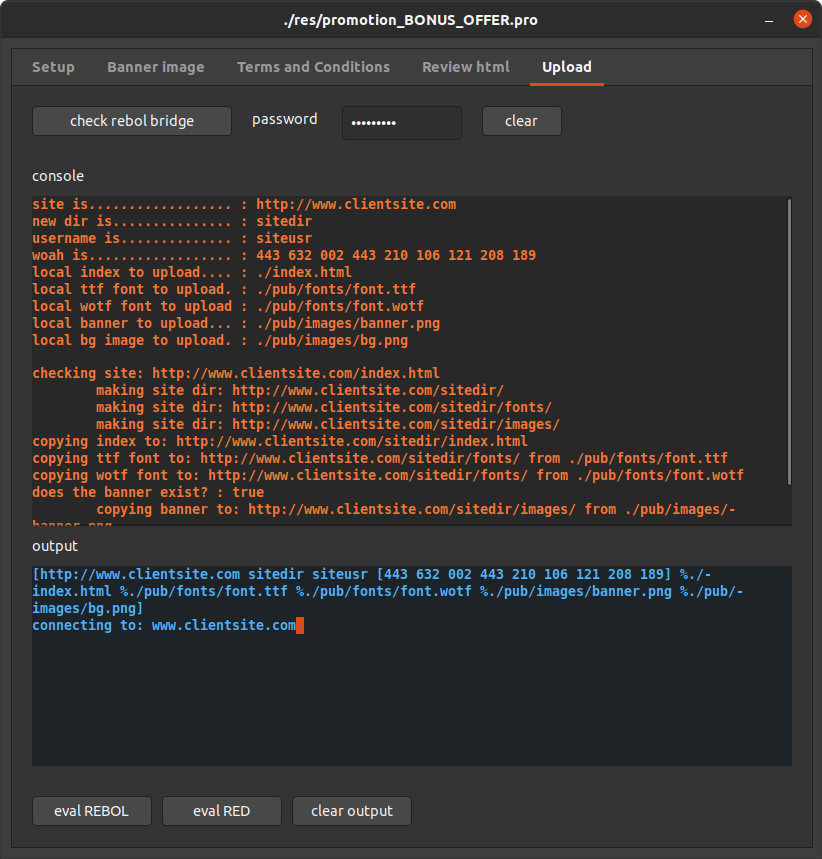 ./res/promotion_BONUS_OFFER.pro
Setup Banner image Terms and Conditions Review html Upload
check rebol bridge password ••••••••• clear
console
site is.................. : http://www.clientsite.com
new dir is............... : sitedir
username is.............. : siteusr
woah is.................. : 443 632 002 443 210 106 121 208 189
local index to upload.... : ./index.html
local ttf font to upload. : ./pub/fonts/font.ttf
local wotf font to upload : ./pub/fonts/font.wotf
local banner to upload... : ./pub/images/banner.png
local bg image to upload. : ./pub/images/bg.png
checking site: http://www.clientsite.com/index.html
making site dir: http://www.clientsite.com/sitedir/
making site dir: http://www.clientsite.com/sitedir/fonts/
making site dir: http://www.clientsite.com/sitedir/images/
copying index to: http://www.clientsite.com/sitedir/index.html
copying ttf font to: http://www.clientsite.com/sitedir/fonts/ from ./pub/fonts/font.ttf
copying wotf font to: http://www.clientsite.com/sitedir/fonts/ from ./pub/fonts/font.wotf
does the banner exist? : true
copying banner to: http://www.clientsite.com/sitedir/images/ from ./pub/images/-
banner.png
output
[http://www.clientsite.com sitedir siteusr [443 632 002 443 210 106 121 208 189] %./-
index.html %./pub/fonts/font.ttf %./pub/fonts/font.wotf %./pub/images/banner.png %./pub/-
images/bg.png]
connecting to: www.clientsite.com
eval REBOL eval RED clear output